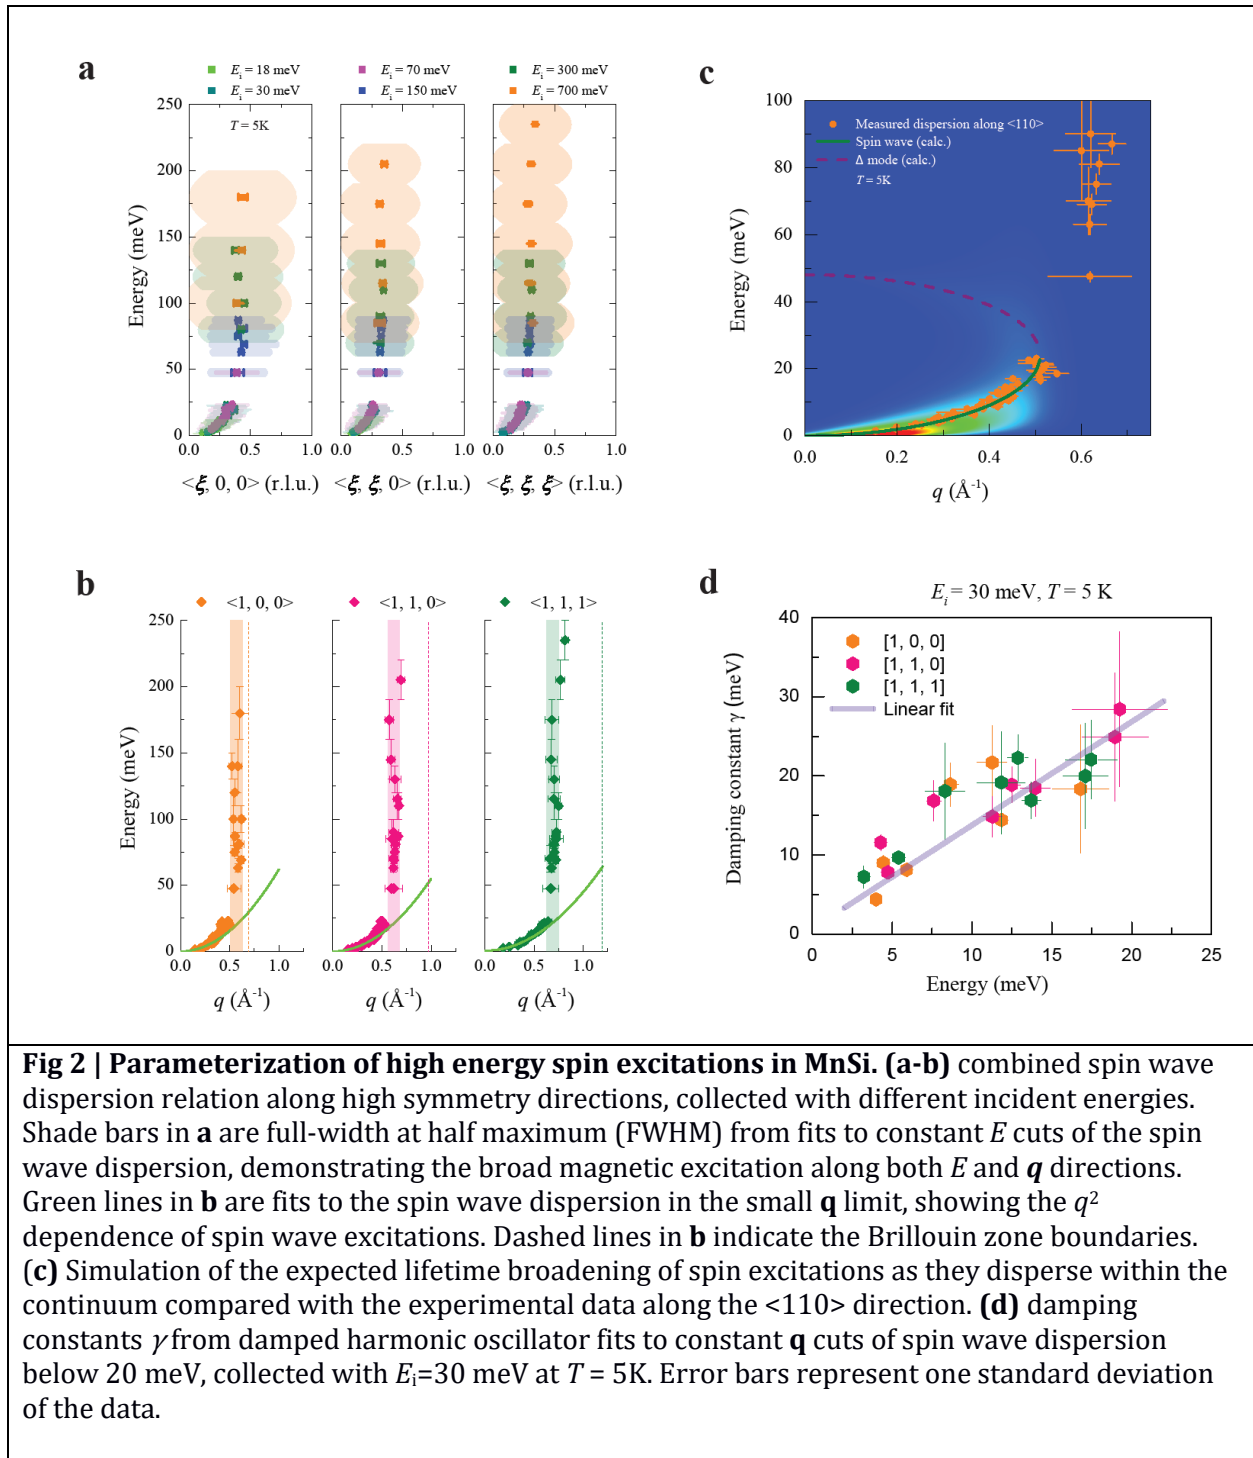 a
E_i = 18 meV
E_i = 30 meV
E_i = 70 meV
E_i = 150 meV
E_i = 300 meV
E_i = 700 meV
T = 5K
Energy (meV)
250
200
150
100
50
0
0.0 0.5 1.0
0.0 0.5 1.0
0.0 0.5 1.0
<ξ, 0, 0> (r.l.u.)
<ξ, ξ, 0> (r.l.u.)
<ξ, ξ, ξ> (r.l.u.)
c
Measured dispersion along <110>
Spin wave (calc.)
Δ mode (calc.)
T = 5K
Energy (meV)
100
80
60
40
20
0
0.0 0.2 0.4 0.6
q (Å⁻¹)
b
<1, 0, 0>
<1, 1, 0>
<1, 1, 1>
Energy (meV)
250
200
150
100
50
0
0.0 0.5 1.0
0.0 0.5 1.0
0.0 0.5 1.0
q (Å⁻¹)
q (Å⁻¹)
q (Å⁻¹)
d
E_i = 30 meV, T = 5 K
[1, 0, 0]
[1, 1, 0]
[1, 1, 1]
Linear fit
Damping constant γ (meV)
40
30
20
10
0
0 5 10 15 20 25
Energy (meV)
Fig 2 | Parameterization of high energy spin excitations in MnSi. (a-b) combined spin wave
dispersion relation along high symmetry directions, collected with different incident energies.
Shade bars in a are full-width at half maximum (FWHM) from fits to constant E cuts of the spin
wave dispersion, demonstrating the broad magnetic excitation along both E and q directions.
Green lines in b are fits to the spin wave dispersion in the small q limit, showing the q²
dependence of spin wave excitations. Dashed lines in b indicate the Brillouin zone boundaries.
(c) Simulation of the expected lifetime broadening of spin excitations as they disperse within the
continuum compared with the experimental data along the <110> direction. (d) damping
constants γ from damped harmonic oscillator fits to constant q cuts of spin wave dispersion
below 20 meV, collected with Ei=30 meV at T = 5K. Error bars represent one standard deviation
of the data.